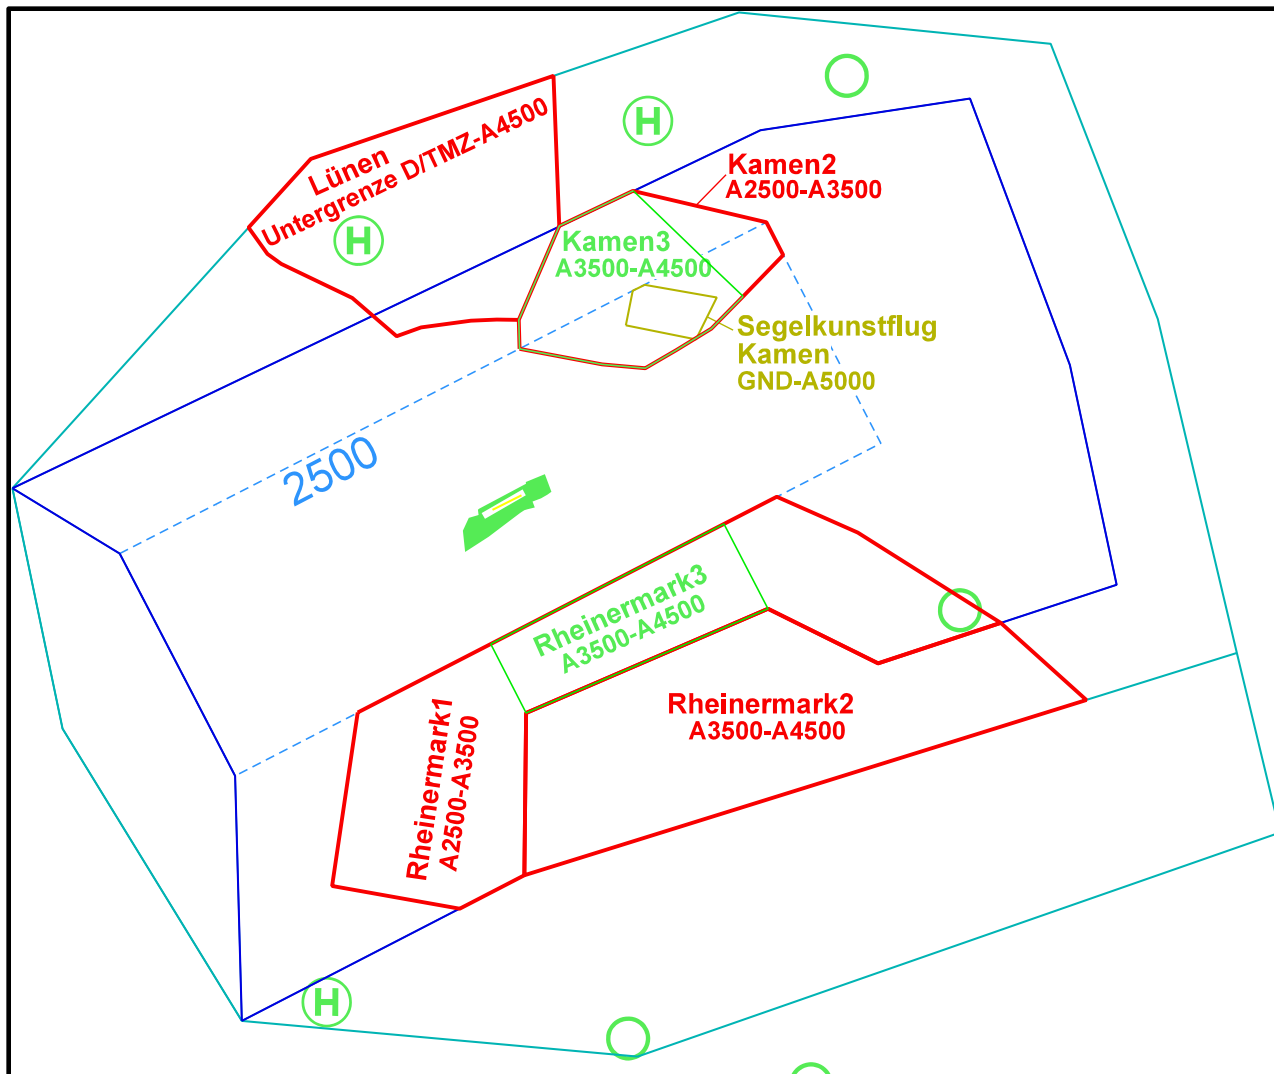 H
Lünen
Untergrenze D/TMZ-A4500
H
Kamen2
A2500-A3500
Kamen3
A3500-A4500
Segelkunstflug
Kamen
GND-A5000
2500
Rheinermark3
A3500-A4500
Rheinermark2
A3500-A4500
Rheinermark1
A2500-A3500
H